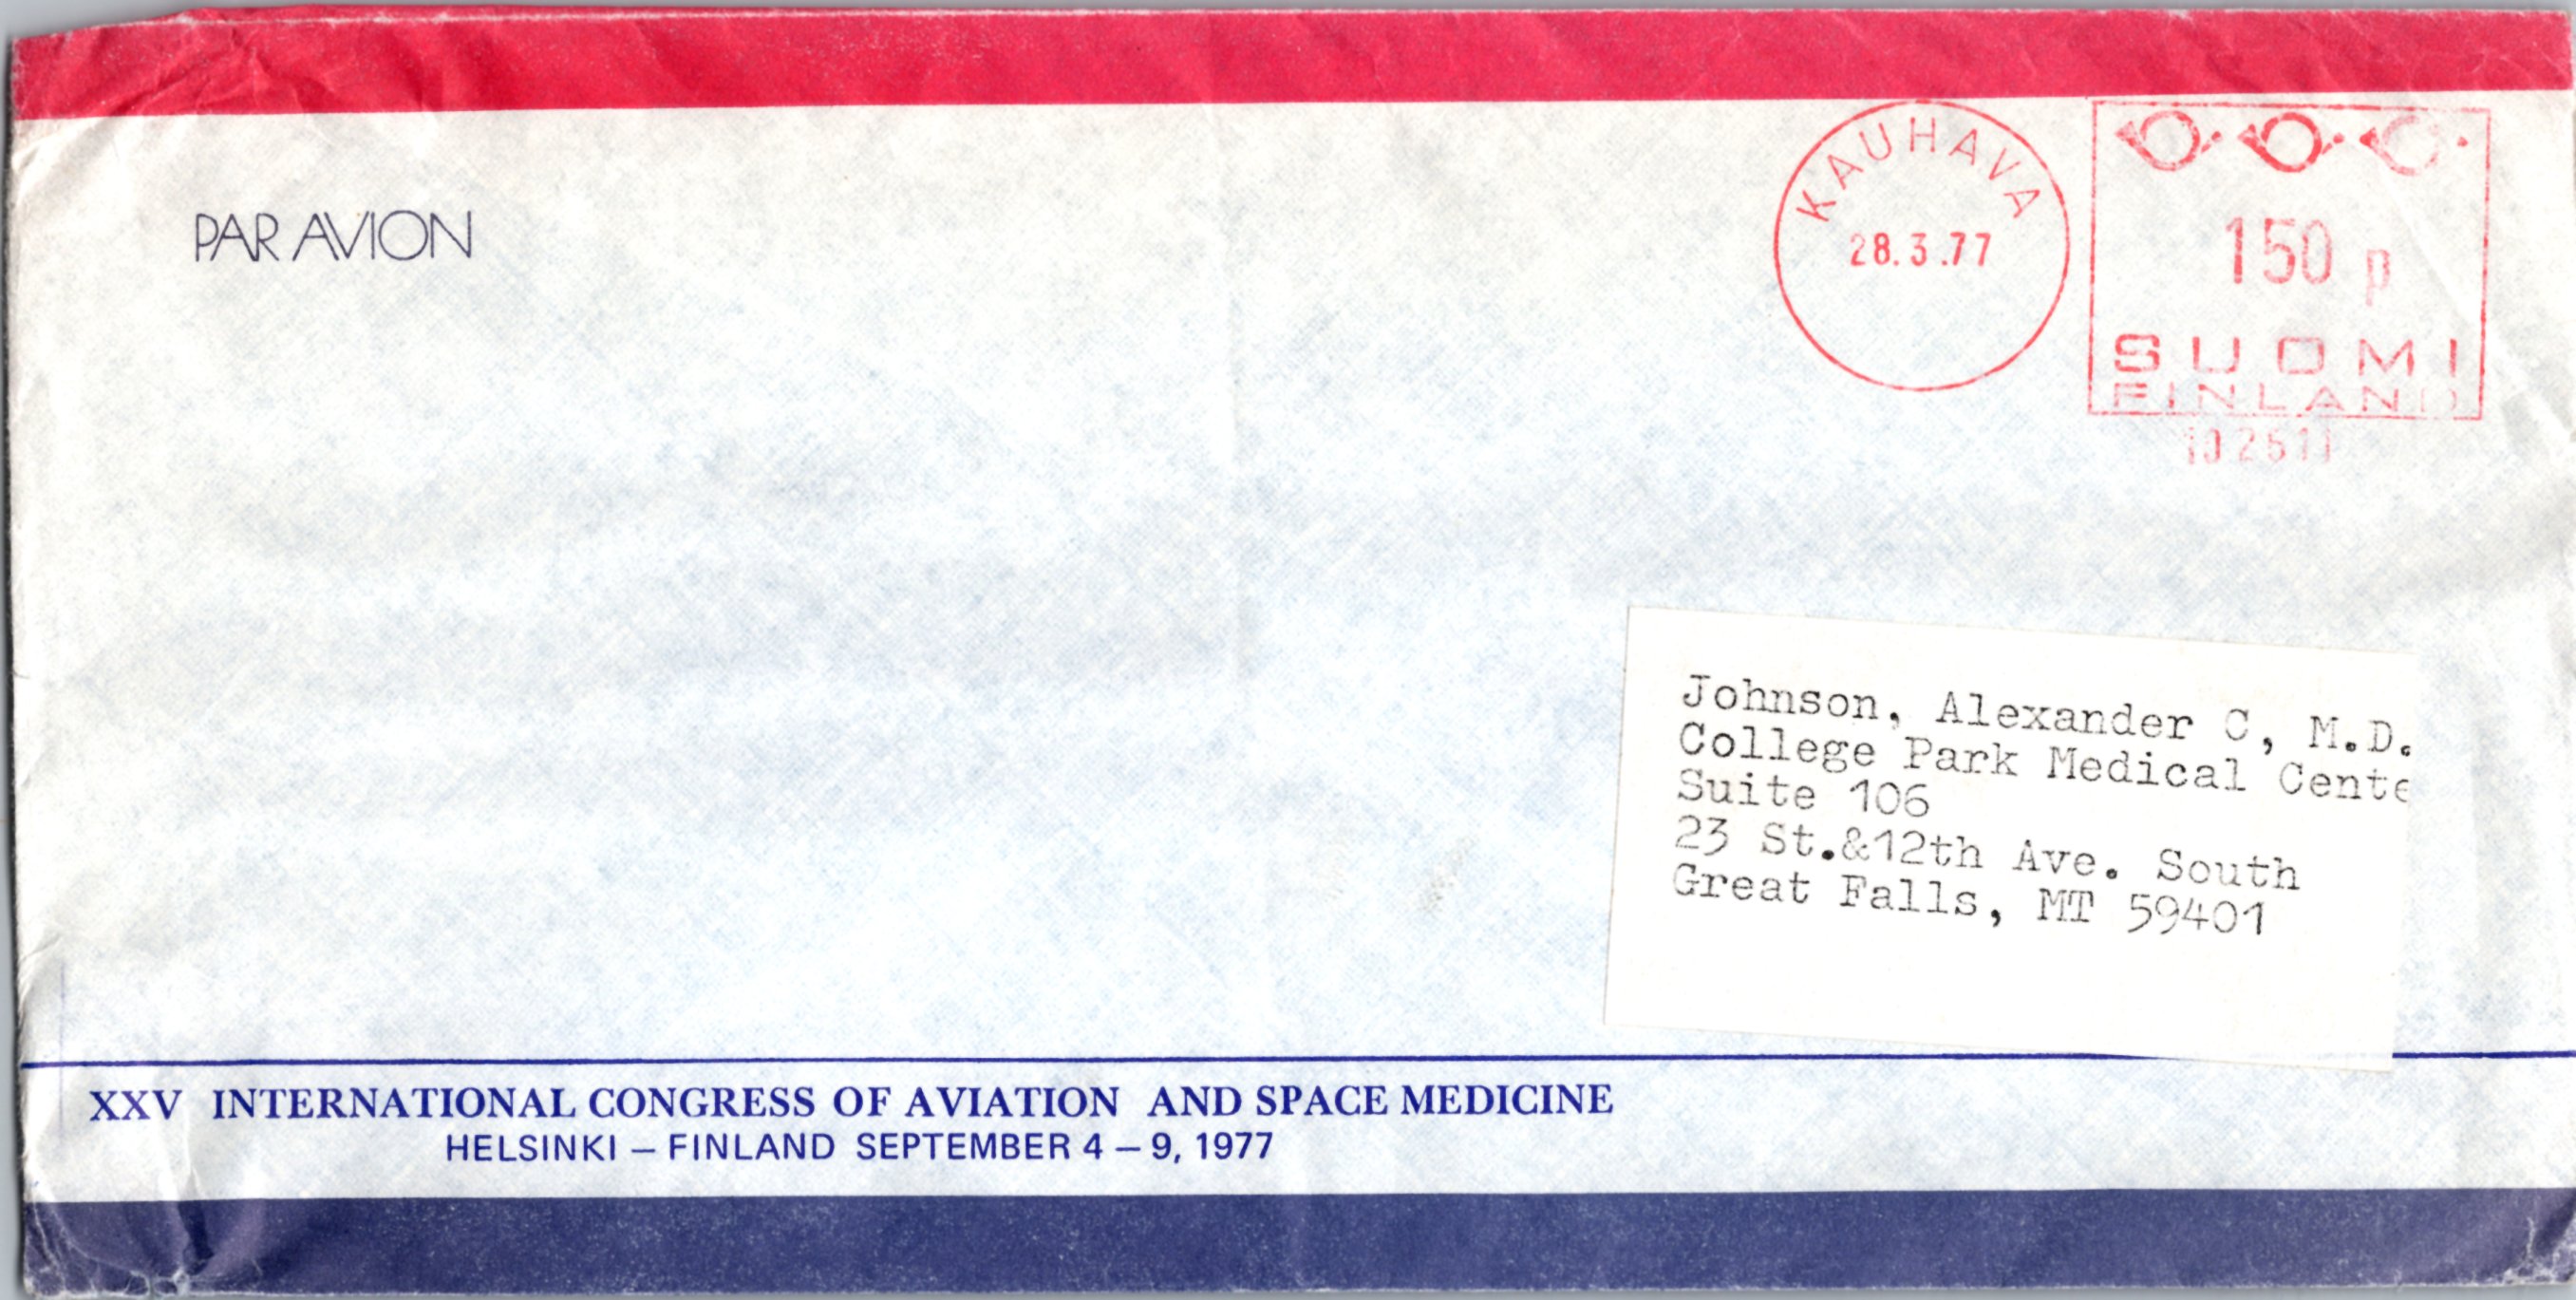 PAR AVION
KAUHAVA
28.3.77
150 p
SUOMI
FINLAND
Johnson, Alexander C, M.D.
College Park Medical Cente
Suite 106
23 St.&12th Ave. South
Great Falls, MT 59401
XXV INTERNATIONAL CONGRESS OF AVIATION AND SPACE MEDICINE
HELSINKI – FINLAND SEPTEMBER 4 – 9, 1977